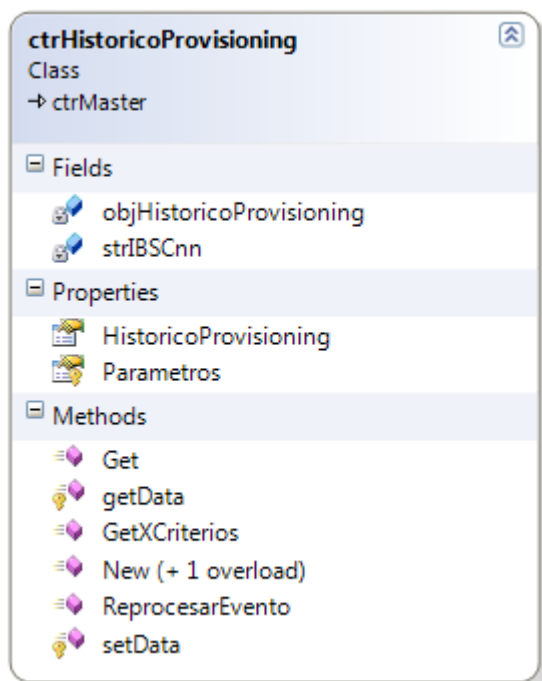 ctrHistoricoProvisioning
Class
ctrMaster
Fields
objHistoricoProvisioning
strIBSCnn
Properties
HistoricoProvisioning
Parametros
Methods
Get
getData
GetXCriterios
New (+ 1 overload)
ReprocesarEvento
setData